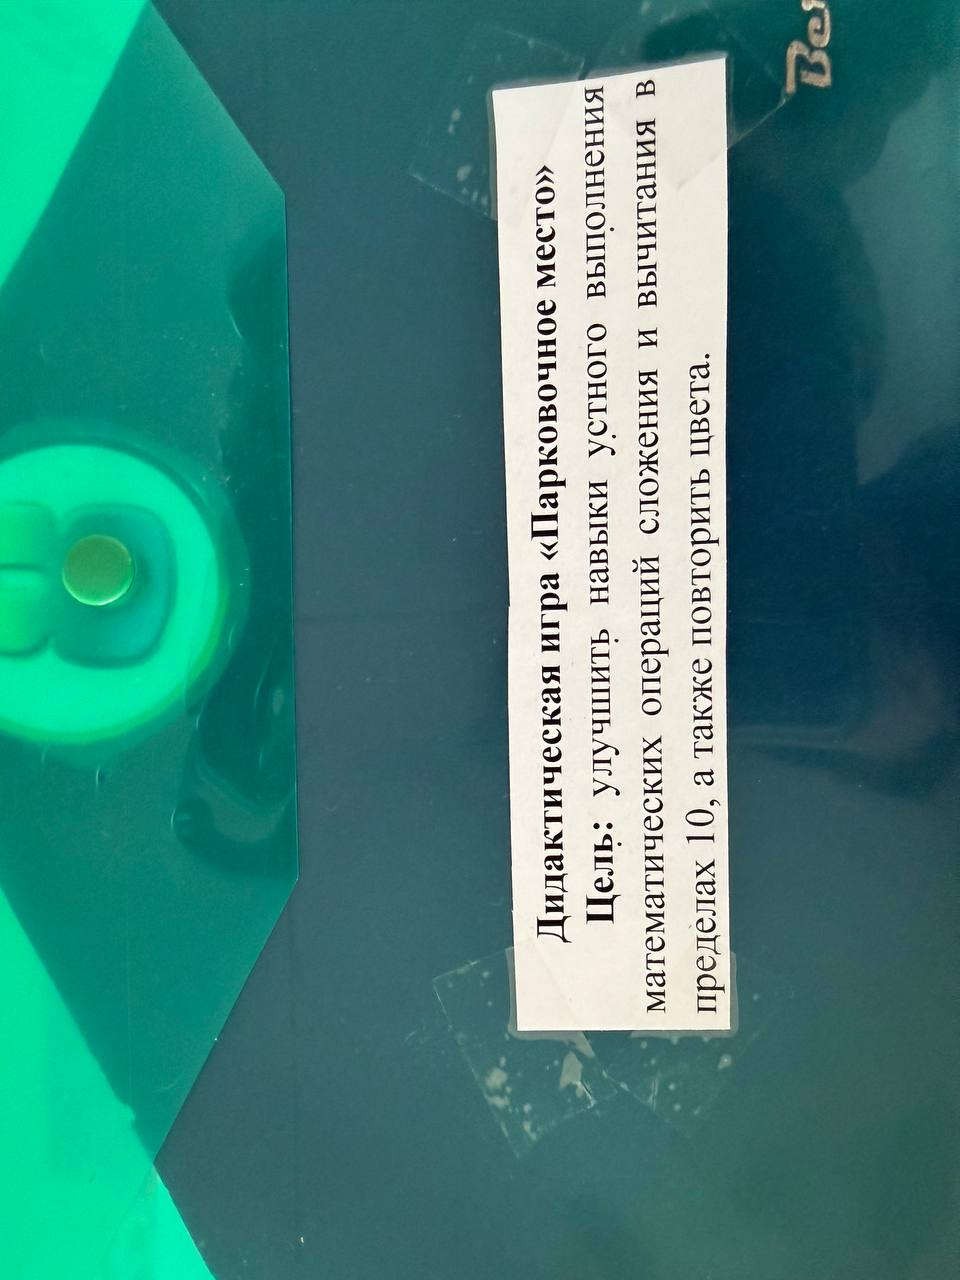 Дидактическая игра «Парковочное место»
Цель: улучшить навыки устного выполнения
математических операций сложения и вычитания в
пределах 10, а также повторить цвета.